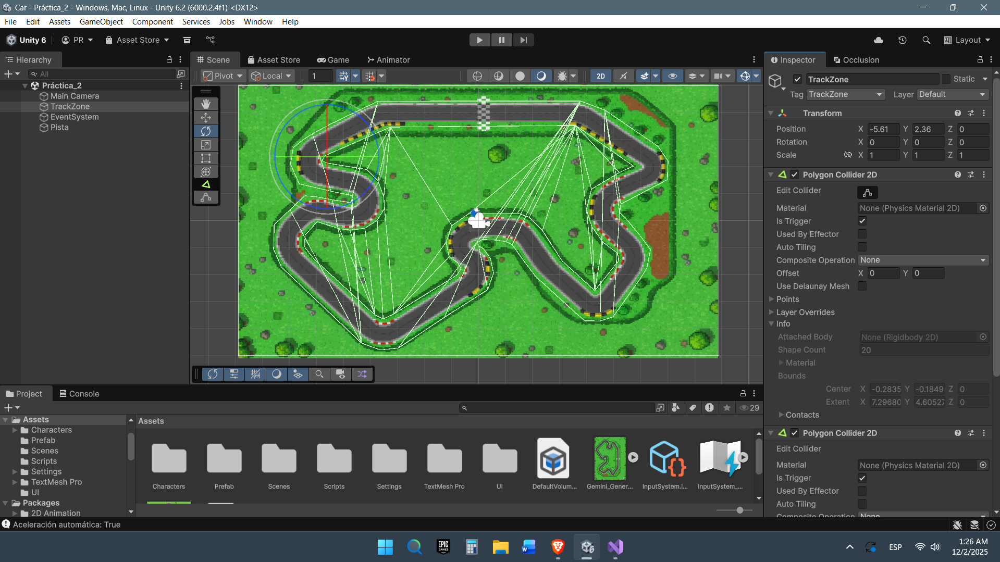 Car - Práctica_2 - Windows, Mac, Linux - Unity 6.2 (6000.2.4f1) <DX12>
File Edit Assets GameObject Component Services Jobs Window Help
Unity 6 PR Asset Store Layout
Hierarchy
All
Práctica_2
Main Camera
TrackZone
EventSystem
Pista
Scene Asset Store Game Animator
Pivot Local 1 2D
Inspector Occlusion
TrackZone Static
Tag TrackZone Layer Default
Transform
Position X -5.61 Y 2.36 Z 0
Rotation X 0 Y 0 Z 0
Scale X 1 Y 1 Z 1
Polygon Collider 2D
Edit Collider
Material None (Physics Material 2D)
Is Trigger
Used By Effector
Auto Tiling
Composite Operation None
Offset X 0 Y 0
Use Delaunay Mesh
Points
Layer Overrides
Info
Attached Body None (Rigidbody 2D)
Shape Count 20
Material
Bounds
Center X -0.2835 Y -0.1849 Z 0
Extent X 7.29680 Y 4.60527 Z 0
Contacts
Polygon Collider 2D
Edit Collider
Material None (Physics Material 2D)
Is Trigger
Used By Effector
Auto Tiling
Composite Operation None
Project Console
29
Assets
Characters
Prefab
Scenes
Scripts
Settings
TextMesh Pro
UI
Packages
2D Animation
Assets
Characters Prefab Scenes Scripts Settings TextMesh Pro UI DefaultVolum... Gemini_Gener... InputSystem.i... InputSystem_...
Aceleración automática: True
EPIC GAMES
W
ESP
1:26 AM
12/2/2025